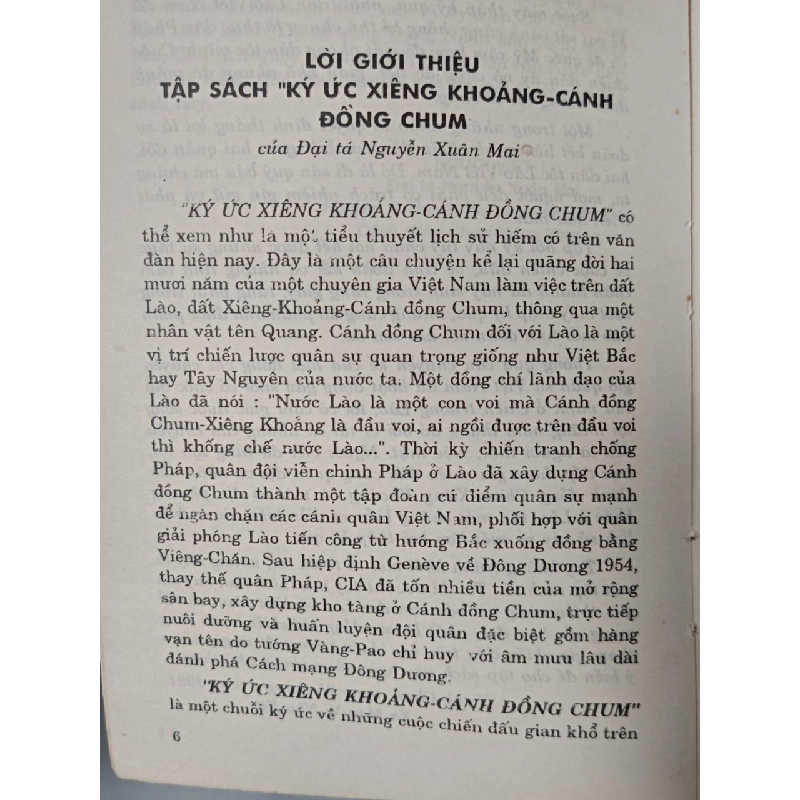 LỜI GIỚI THIỆU
TẬP SÁCH "KÝ ỨC XIÊNG KHOẢNG-CÁNH
ĐỒNG CHUM
của Đại tá Nguyễn Xuân Mai
"KÝ ỨC XIÊNG KHOẢNG-CÁNH ĐỒNG CHUM" có
thể xem như là một tiểu thuyết lịch sử hiếm có trên văn
đàn hiện nay. Đây là một câu chuyện kể lại quãng đời hai
mươi năm của một chuyên gia Việt Nam làm việc trên đất
Lào, đất Xiêng-Khoảng-Cánh đồng Chum, thông qua một
nhân vật tên Quang. Cánh đồng Chum đối với Lào là một
vị trí chiến lược quân sự quan trọng giống như Việt Bắc
hay Tây Nguyên của nước ta. Một đồng chí lãnh đạo của
Lào đã nói : "Nước Lào là một con voi mà Cánh đồng
Chum-Xiêng Khoảng là đầu voi, ai ngồi được trên đầu voi
thì khống chế nước Lào...". Thời kỳ chiến tranh chống
Pháp, quân đội viễn chinh Pháp ở Lào đã xây dựng Cánh
đồng Chum thành một tập đoàn cứ điểm quân sự mạnh
để ngăn chặn các cánh quân Việt Nam, phối hợp với quân
giải phóng Lào tiến công từ hướng Bắc xuống đồng bằng
Viêng-Chăn. Sau hiệp định Genève về Đông Dương 1954,
thay thế quân Pháp, CIA đã tốn nhiều tiền của mở rộng
sân bay, xây dựng kho tàng ở Cánh đồng Chum, trực tiếp
nuôi dưỡng và huấn luyện đội quân đặc biệt gồm hàng
vạn tên do tướng Vàng-Pao chỉ huy với âm mưu lâu dài
đánh phá Cách mạng Đông Dương.
"KÝ ỨC XIÊNG KHOẢNG-CÁNH ĐỒNG CHUM"
là một chuỗi ký ức về những cuộc chiến đấu gian khổ trên
6